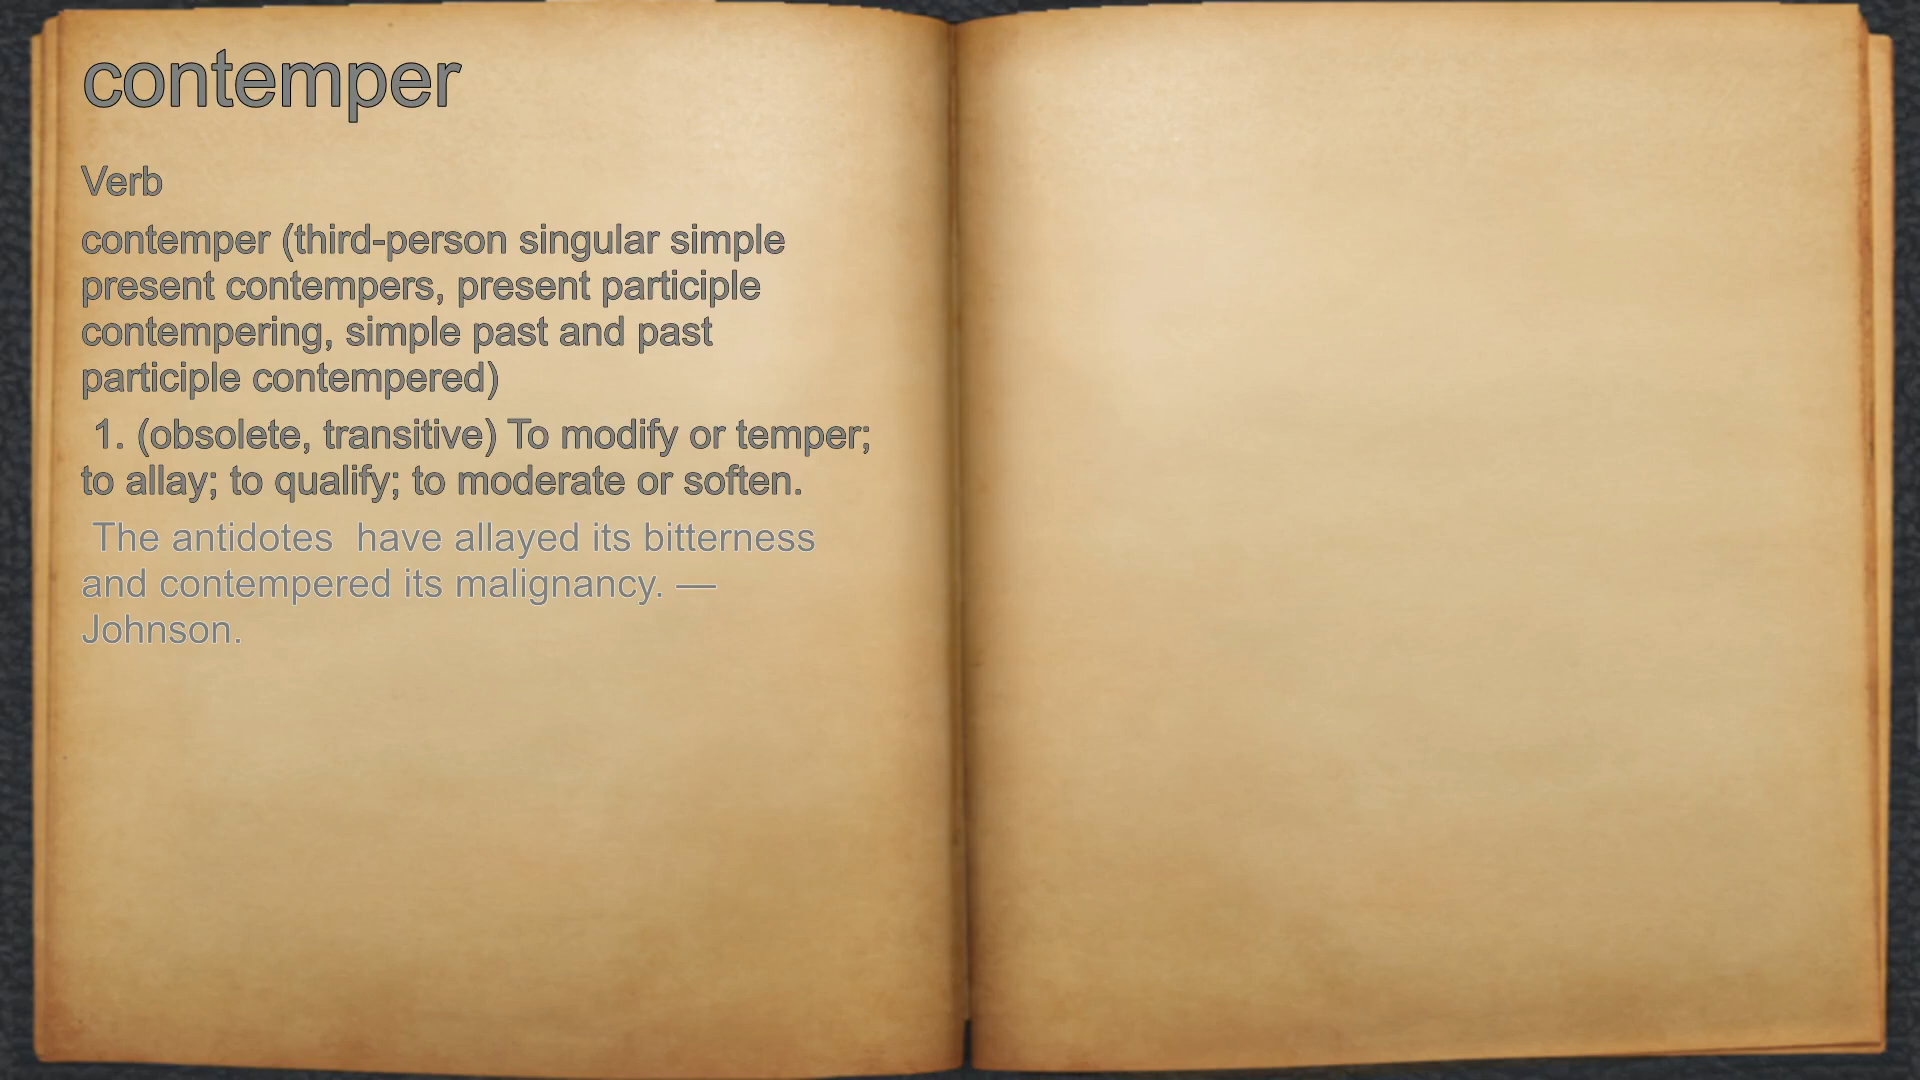 contemper
Verb
contemper (third-person singular simple
present contempers, present participle
contempering, simple past and past
participle contempered)
1. (obsolete, transitive) To modify or temper;
to allay; to qualify; to moderate or soften.
The antidotes  have allayed its bitterness
and contempered its malignancy. —
Johnson.